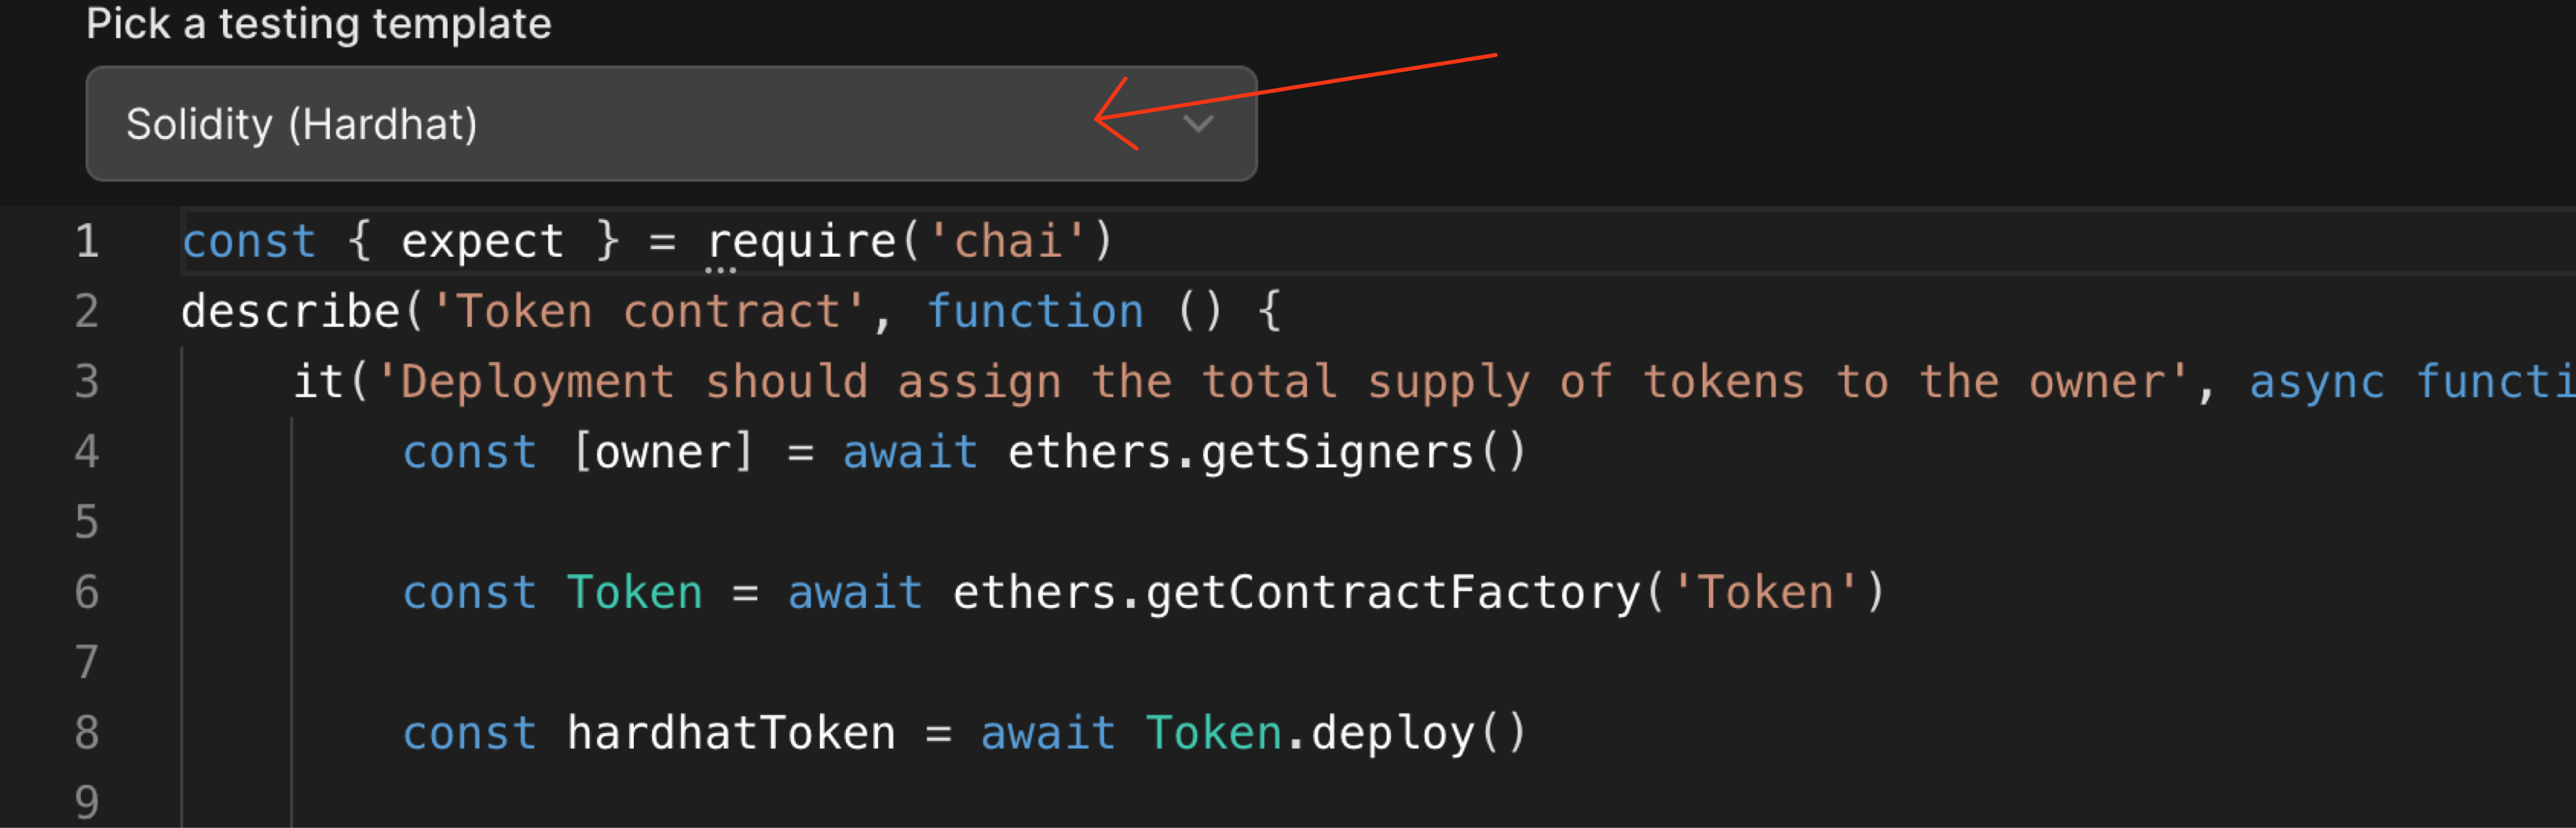 Pick a testing template
Solidity (Hardhat)
1 const { expect } = require('chai')
2 describe('Token contract', function () {
3 it('Deployment should assign the total supply of tokens to the owner', async functi
4 const [owner] = await ethers.getSigners()
5
6 const Token = await ethers.getContractFactory('Token')
7
8 const hardhatToken = await Token.deploy()
9